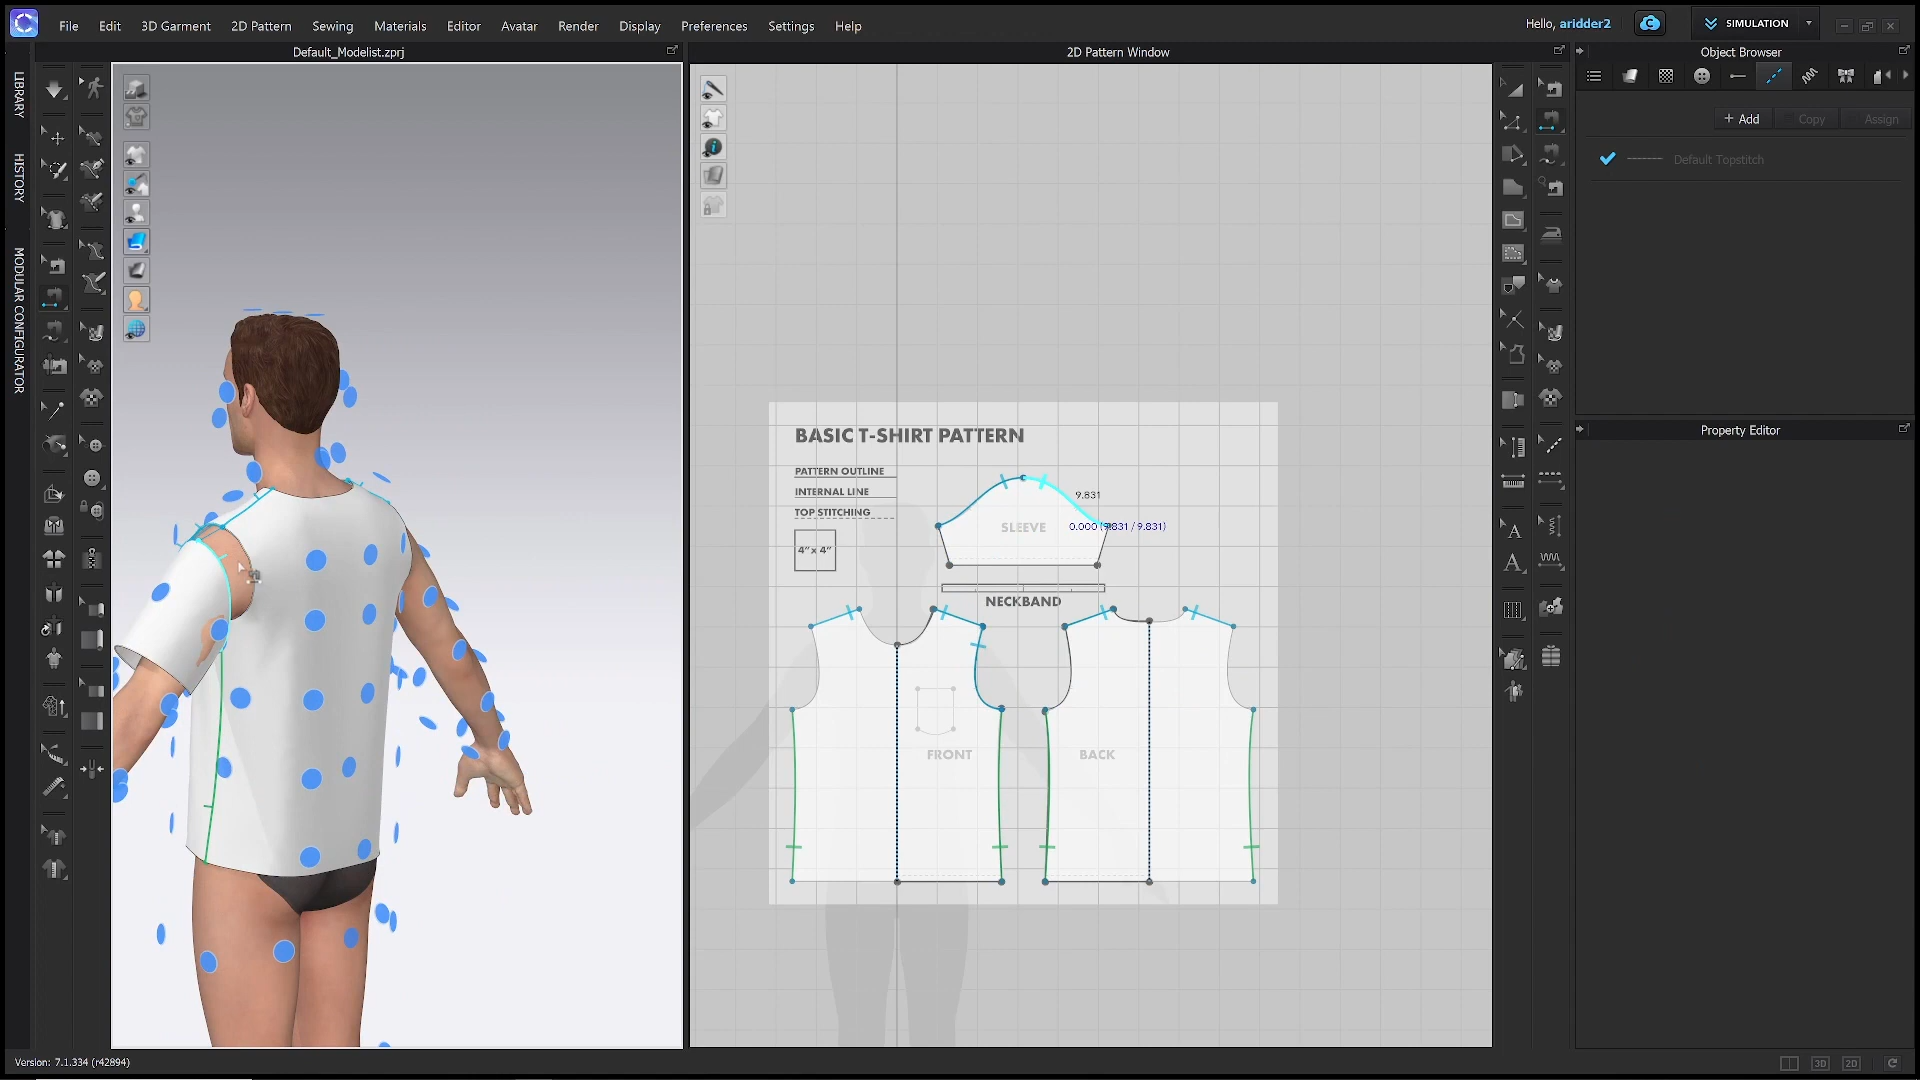 File Edit 3D Garment 2D Pattern Sewing Materials Editor Avatar Render Display Preferences Settings Help
Hello, aridder2
SIMULATION
Default_Modelist.zprj
2D Pattern Window
Object Browser
LIBRARY
HISTORY
MODULAR CONFIGURATOR
+ Add
Copy
Assign
Default Topstitch
Property Editor
BASIC T-SHIRT PATTERN
PATTERN OUTLINE
INTERNAL LINE
TOP STITCHING
4" x 4"
9.831
SLEEVE
0.000 (9.831 / 9.831)
NECKBAND
FRONT
BACK
Version: 7.1.334 (r42894)
3D
2D